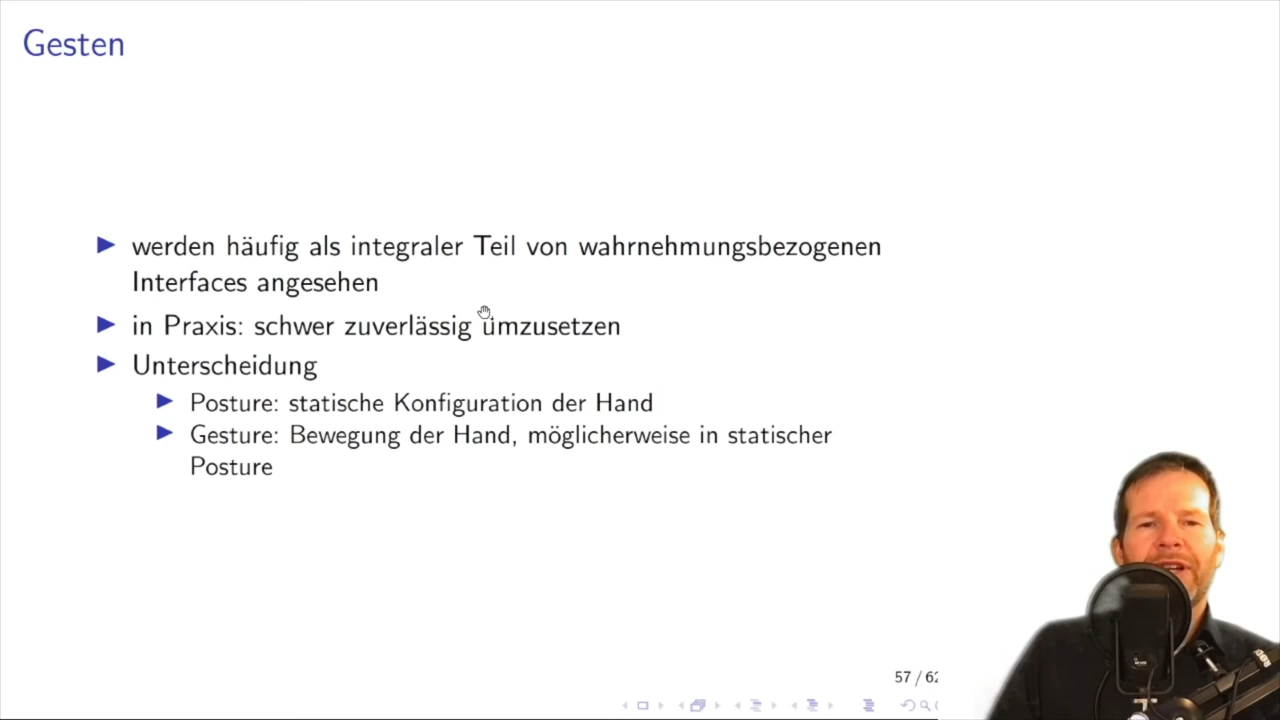 Gesten
werden häufig als integraler Teil von wahrnehmungsbezogenen
Interfaces angesehen
in Praxis: schwer zuverlässig umzusetzen
Unterscheidung
Posture: statische Konfiguration der Hand
Gesture: Bewegung der Hand, möglicherweise in statischer
Posture
57 / 62